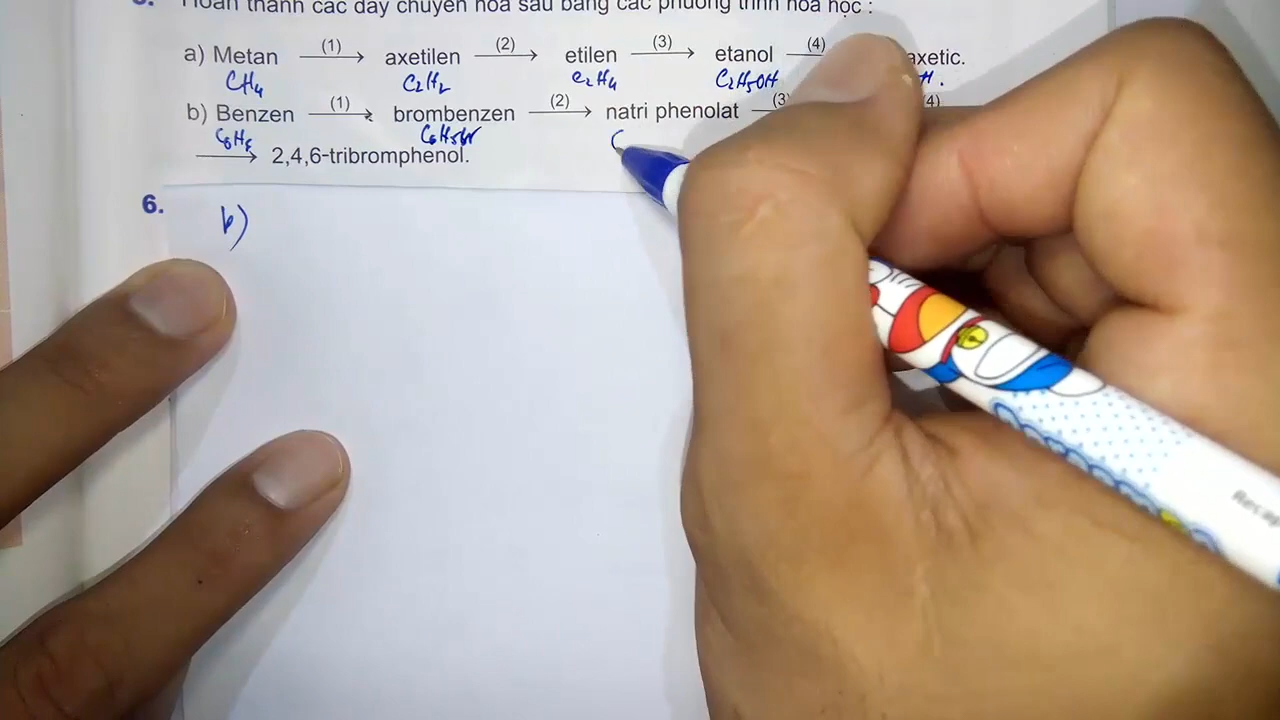 Hoàn thành các dãy chuyển hóa sau bằng các phương trình hóa học :
a) Metan (1) axetilen (2) etilen (3) etanol (4) axetic.
CH4 C2H2 C2H4 C2H5OH H.
b) Benzen (1) brombenzen (2) natri phenolat (3) (4)
C6H6 C6H5Br C
2,4,6-tribromphenol.
6. b)